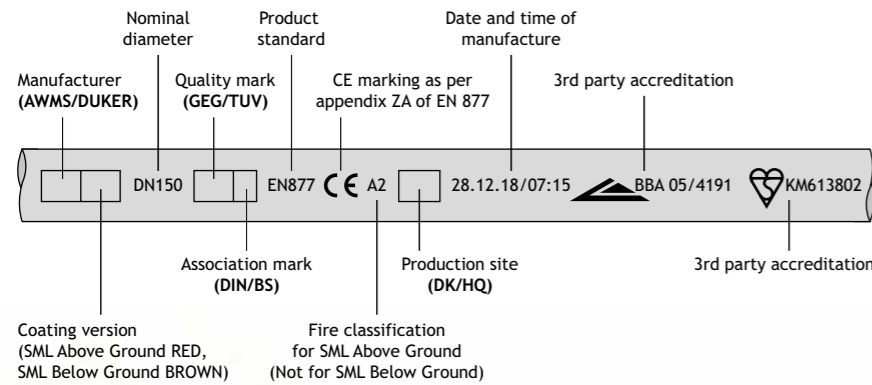 Nominal
diameter
Product
standard
Date and time of
manufacture
Manufacturer
(AWMS/DUKER)
Quality mark
(GEG/TUV)
CE marking as per
appendix ZA of EN 877
3rd party accreditation
DN150 EN877 CE A2 28.12.18/07:15 BBA 05/4191 KM613802
Association mark
(DIN/BS)
Production site
(DK/HQ)
3rd party accreditation
Coating version
(SML Above Ground RED,
SML Below Ground BROWN)
Fire classification
for SML Above Ground
(Not for SML Below Ground)